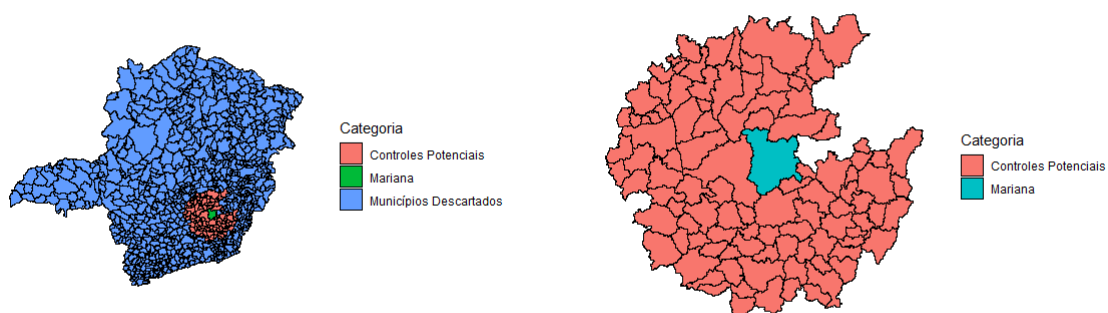 Categoria
Controles Potenciais
Mariana
Municípios Descartados
Categoria
Controles Potenciais
Mariana